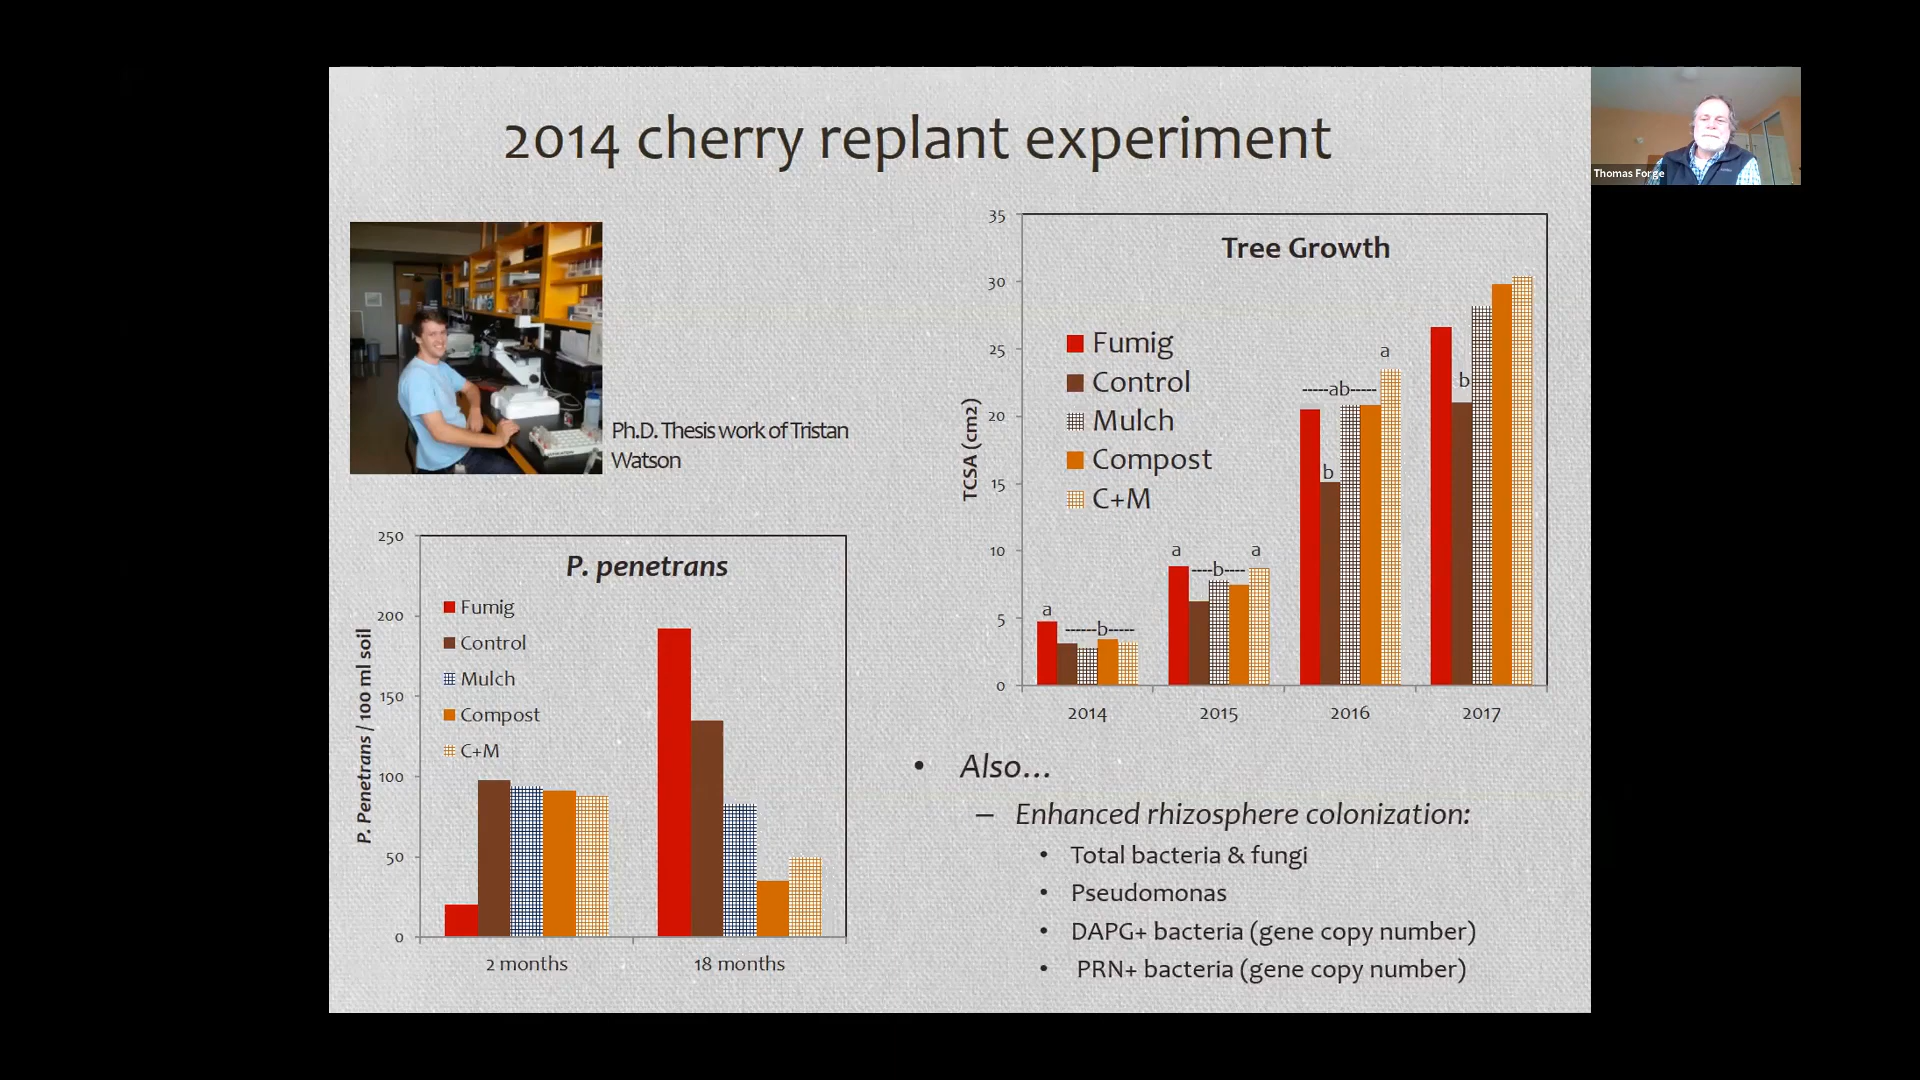 2014 cherry replant experiment
Thomas Forge
Ph.D. Thesis work of Tristan
Watson
Tree Growth
TCSA (cm2)
35
30
25
20
15
10
5
0
Fumig
Control
Mulch
Compost
C+M
a
------b-----
a
----b----
a
b
-----ab-----
a
b
2014
2015
2016
2017
P. penetrans
P. Penetrans / 100 ml soil
250
200
150
100
50
0
Fumig
Control
Mulch
Compost
C+M
2 months
18 months
• Also...
– Enhanced rhizosphere colonization:
• Total bacteria & fungi
• Pseudomonas
• DAPG+ bacteria (gene copy number)
• PRN+ bacteria (gene copy number)